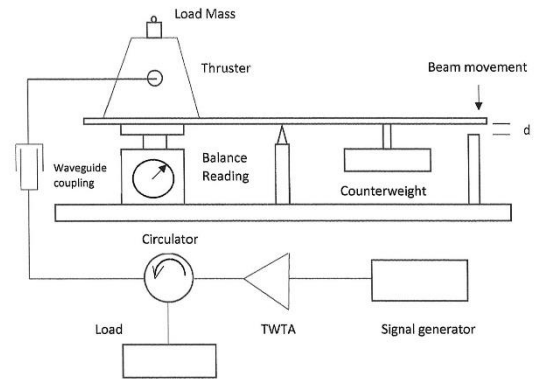 Load Mass
Thruster
Beam movement
d
Waveguide
coupling
Balance
Reading
Counterweight
Circulator
Load
TWTA
Signal generator